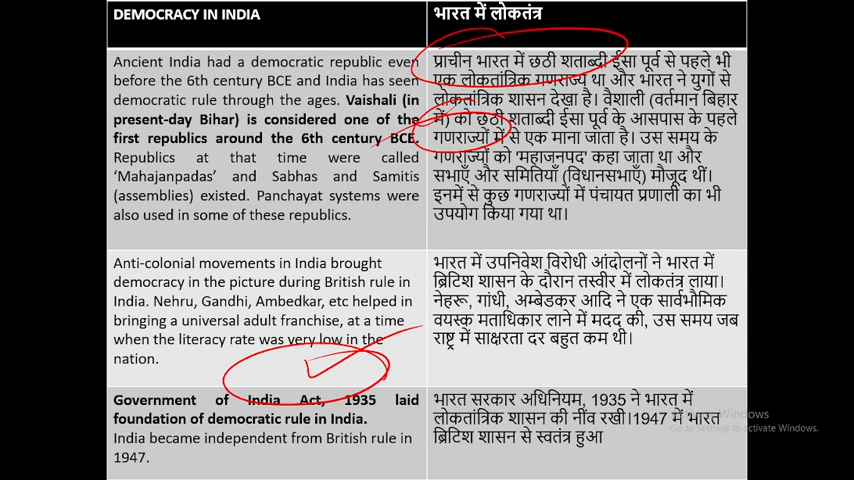 DEMOCRACY IN INDIA
भारत में लोकतंत्र
Ancient India had a democratic republic even
before the 6th century BCE and India has seen
democratic rule through the ages. Vaishali (in
present-day Bihar) is considered one of the
first republics around the 6th century BCE.
Republics at that time were called
‘Mahajanpadas’ and Sabhas and Samitis
(assemblies) existed. Panchayat systems were
also used in some of these republics.
प्राचीन भारत में छठी शताब्दी ईसा पूर्व से पहले भी
एक लोकतांत्रिक गणराज्य था और भारत ने युगों से
लोकतांत्रिक शासन देखा है। वैशाली (वर्तमान बिहार
में) को छठी शताब्दी ईसा पूर्व के आसपास के पहले
गणराज्यों में से एक माना जाता है। उस समय के
गणराज्यों को 'महाजनपद' कहा जाता था और
सभाएँ और समितियाँ (विधानसभाएँ) मौजूद थीं।
इनमें से कुछ गणराज्यों में पंचायत प्रणाली का भी
उपयोग किया गया था।
Anti-colonial movements in India brought
democracy in the picture during British rule in
India. Nehru, Gandhi, Ambedkar, etc helped in
bringing a universal adult franchise, at a time
when the literacy rate was very low in the
nation.
भारत में उपनिवेश विरोधी आंदोलनों ने भारत में
ब्रिटिश शासन के दौरान तस्वीर में लोकतंत्र लाया।
नेहरू, गांधी, अम्बेडकर आदि ने एक सार्वभौमिक
वयस्क मताधिकार लाने में मदद की, उस समय जब
राष्ट्र में साक्षरता दर बहुत कम थी।
Government of India Act, 1935 laid
foundation of democratic rule in India.
India became independent from British rule in
1947.
भारत सरकार अधिनियम, 1935 ने भारत में
लोकतांत्रिक शासन की नींव रखी।1947 में भारत
ब्रिटिश शासन से स्वतंत्र हुआ
Activate Windows
Go to Settings to activate Windows.